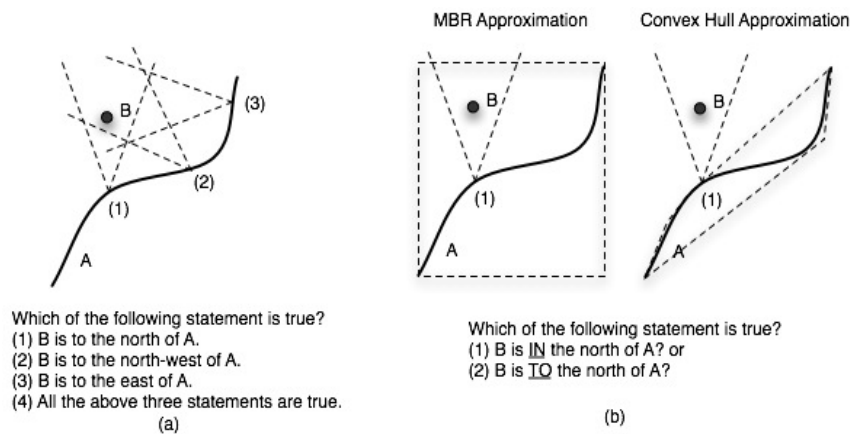 MBR Approximation
Convex Hull Approximation
B
(3)
(2)
(1)
A
B
(1)
A
B
(1)
A
Which of the following statement is true?
(1) B is to the north of A.
(2) B is to the north-west of A.
(3) B is to the east of A.
(4) All the above three statements are true.
(a)
Which of the following statement is true?
(1) B is IN the north of A? or
(2) B is TO the north of A?
(b)